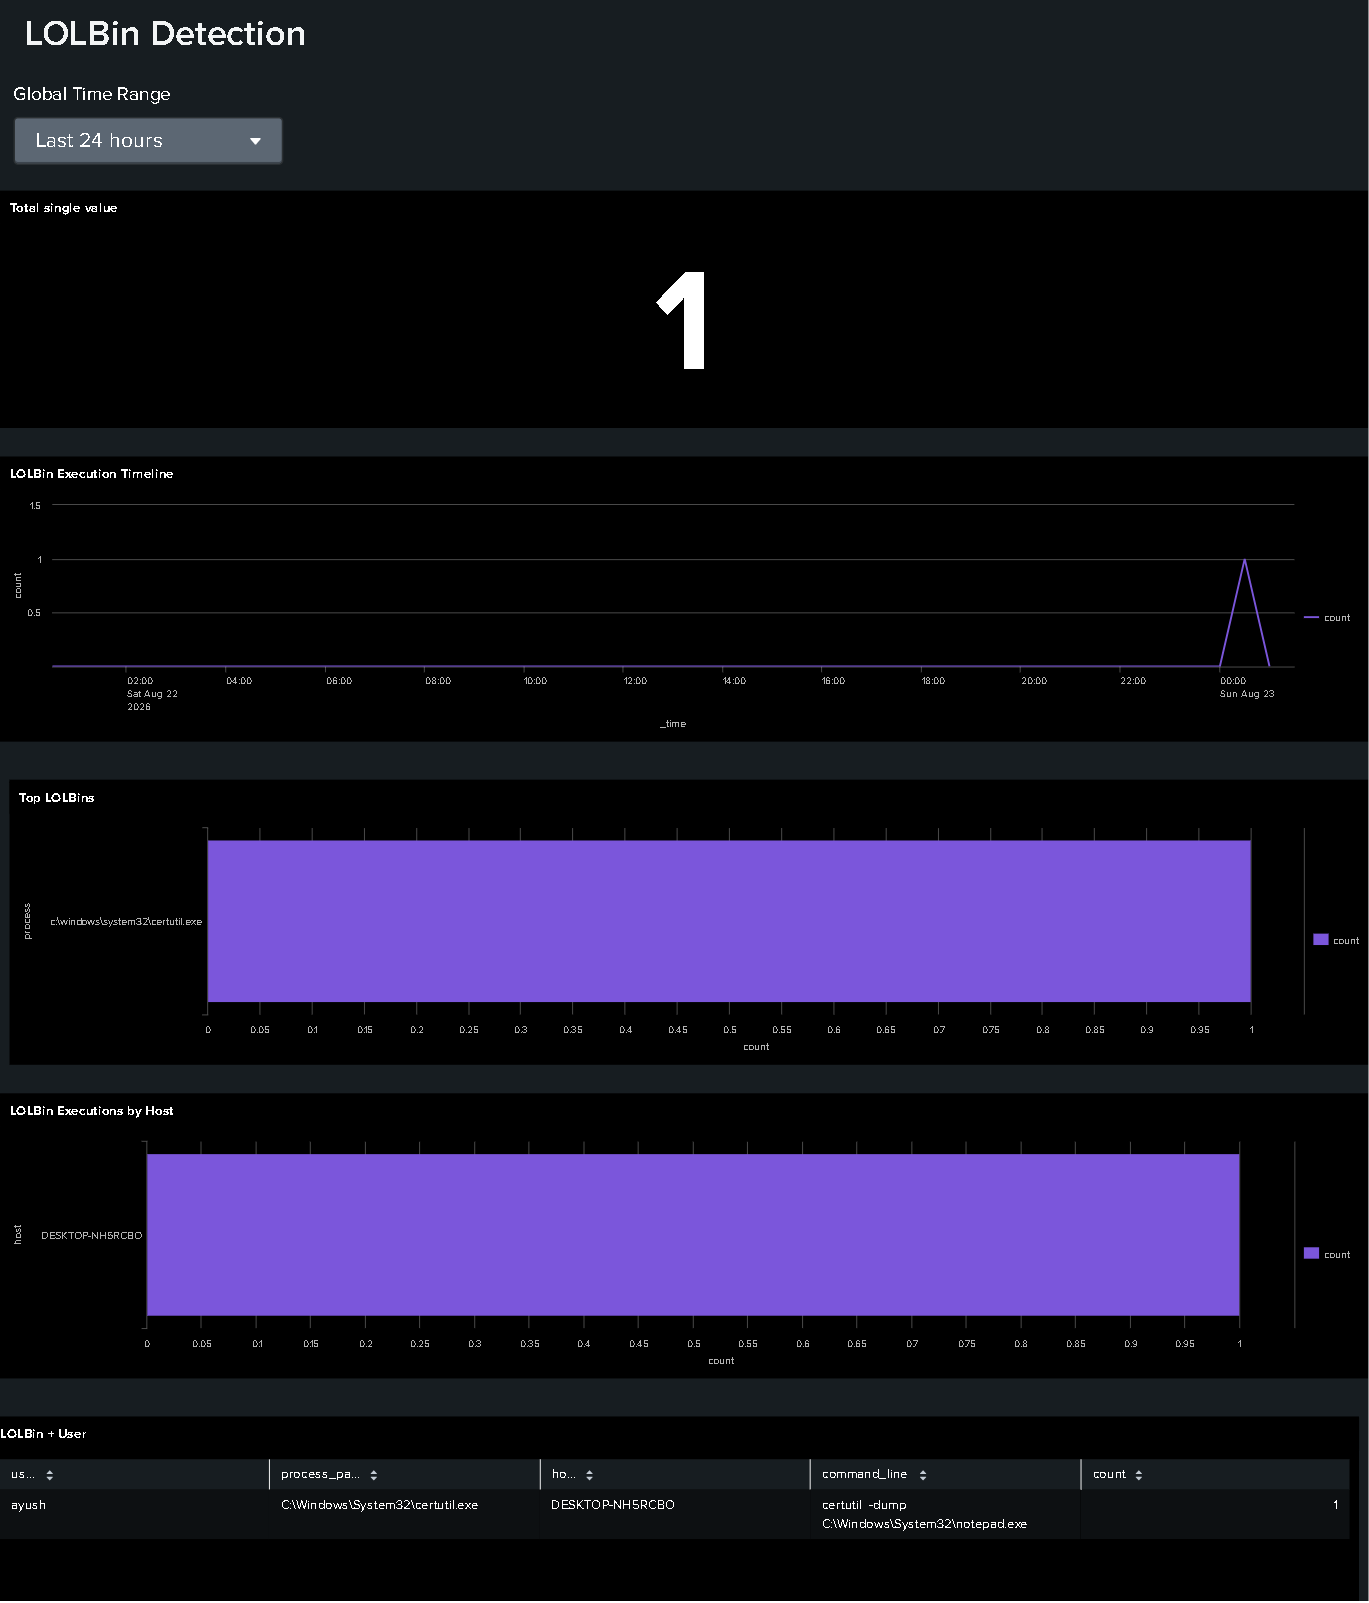 LOLBin Detection
Global Time Range
Last 24 hours
Total single value
1
LOLBin Execution Timeline
1.5
1
0.5
count
count
02:00 04:00 06:00 08:00 10:00 12:00 14:00 16:00 18:00 20:00 22:00 00:00
Sat Aug 22 Sun Aug 23
2026
_time
Top LOLBins
process
c:\windows\system32\certutil.exe
count
0 0.05 0.1 0.15 0.2 0.25 0.3 0.35 0.4 0.45 0.5 0.55 0.6 0.65 0.7 0.75 0.8 0.85 0.9 0.95 1
count
LOLBin Executions by Host
host
DESKTOP-NH5RCBO
count
0 0.05 0.1 0.15 0.2 0.25 0.3 0.35 0.4 0.45 0.5 0.55 0.6 0.65 0.7 0.75 0.8 0.85 0.9 0.95 1
count
LOLBin + User
us... process_pa... ho... command_line count
ayush C:\Windows\System32\certutil.exe DESKTOP-NH5RCBO certutil -dump 1
C:\Windows\System32\notepad.exe